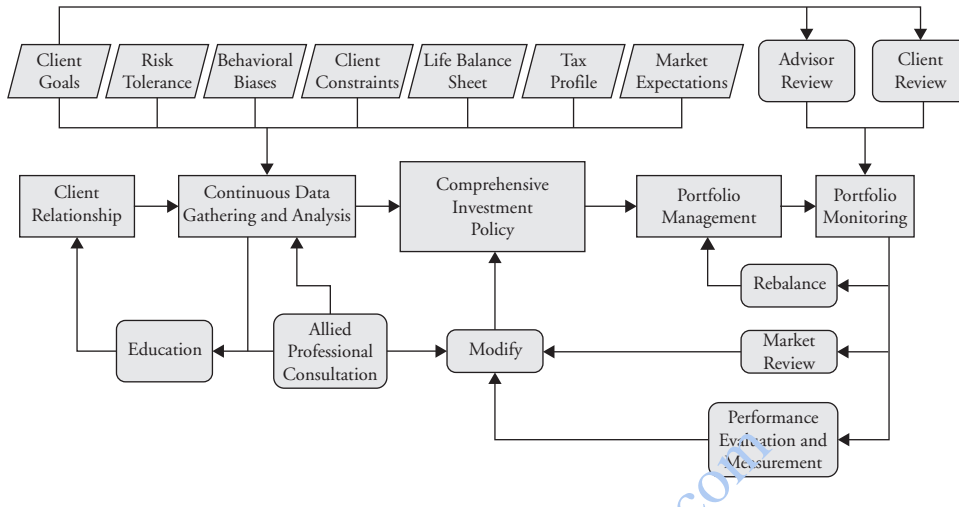 Client
Goals
Risk
Tolerance
Behavioral
Biases
Client
Constraints
Life Balance
Sheet
Tax
Profile
Market
Expectations
Advisor
Review
Client
Review
Client
Relationship
Continuous Data
Gathering and Analysis
Comprehensive
Investment
Policy
Portfolio
Management
Portfolio
Monitoring
Rebalance
Education
Allied
Professional
Consultation
Modify
Market
Review
Performance
Evaluation and
Measurement
com